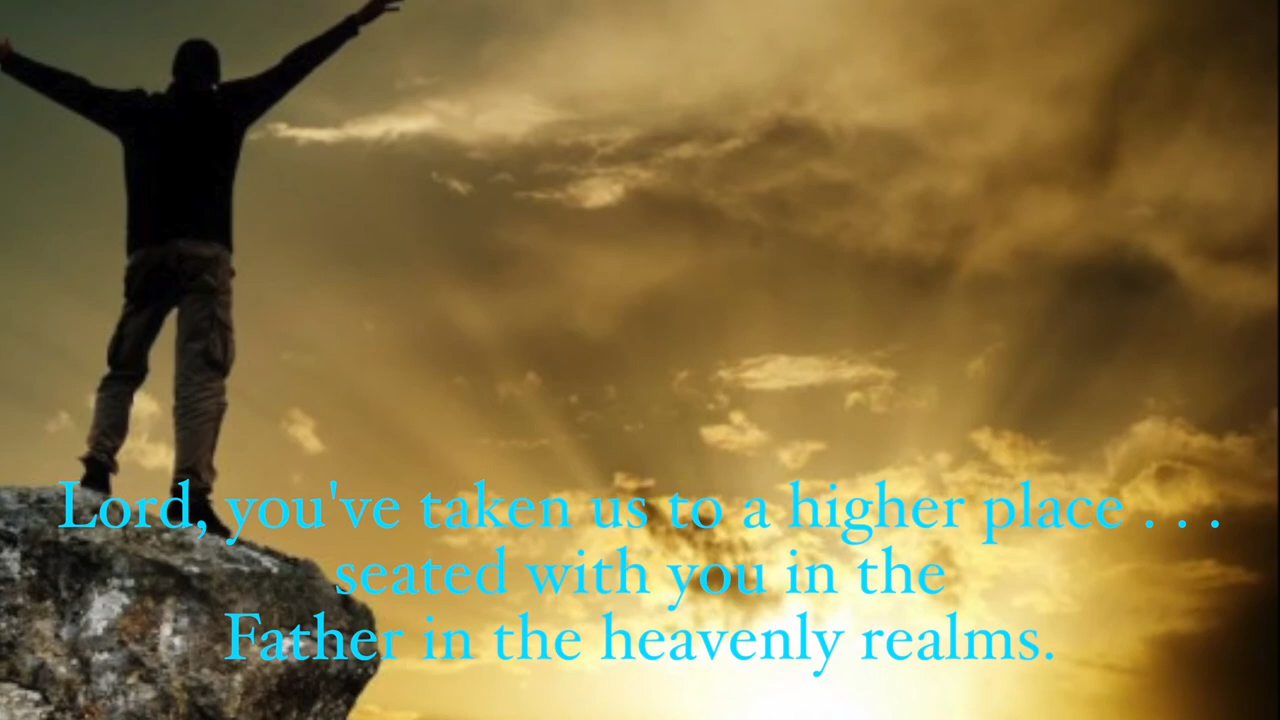 Lord, you've taken us to a higher place . . .
seated with you in the
Father in the heavenly realms.